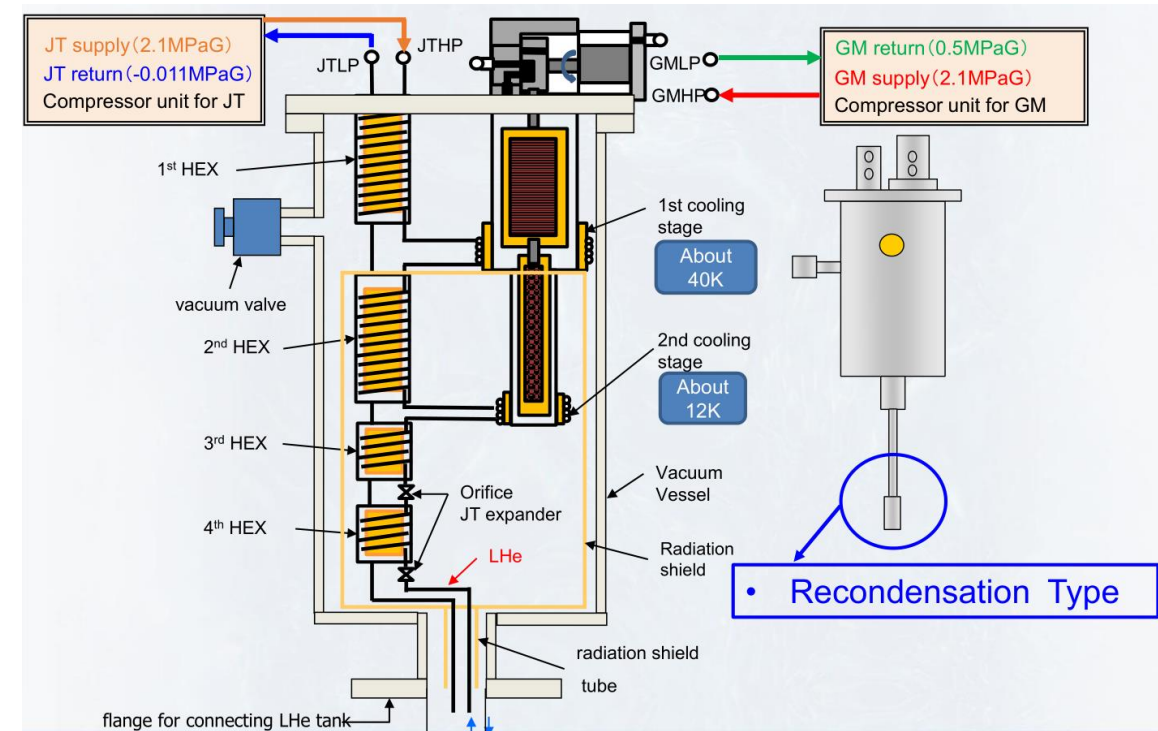 JT supply(2.1MPaG)
JT return(-0.011MPaG)
Compressor unit for JT
JTLP
JTHP
GMLP
GMHP
GM return(0.5MPaG)
GM supply(2.1MPaG)
Compressor unit for GM
1st HEX
vacuum valve
2nd HEX
3rd HEX
4th HEX
1st cooling
stage
About
40K
2nd cooling
stage
About
12K
Orifice
JT expander
LHe
Vacuum
Vessel
Radiation
shield
• Recondensation Type
radiation shield
tube
flange for connecting LHe tank